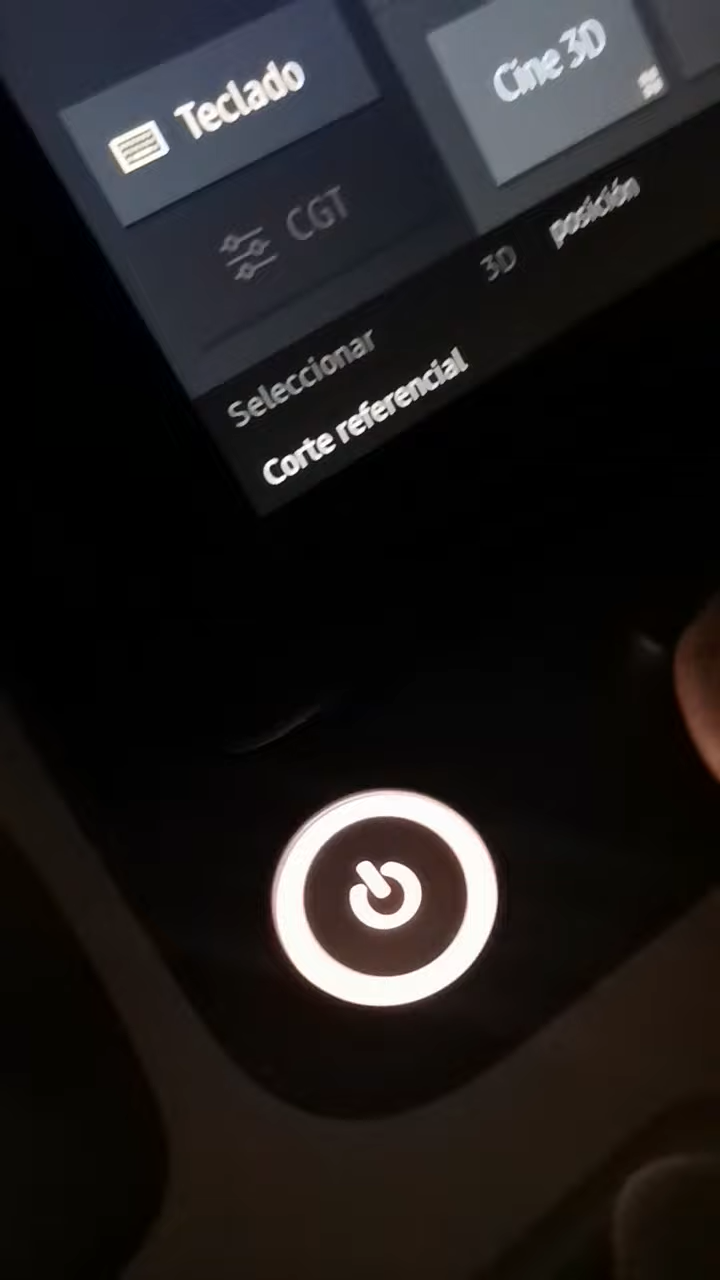 Teclado
Cine 3D
CGT
3D posición
Seleccionar
Corte referencial